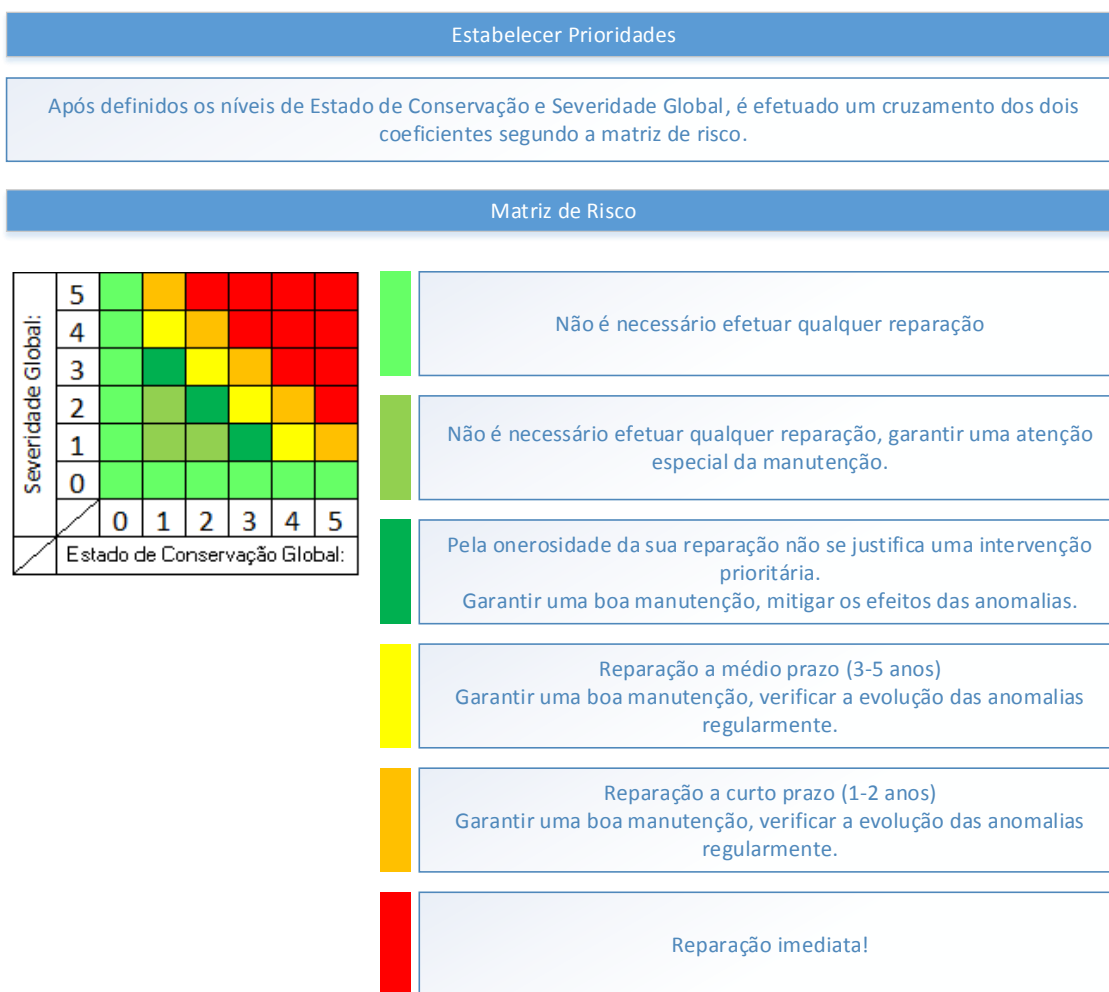 Estabelecer Prioridades
Após definidos os níveis de Estado de Conservação e Severidade Global, é efetuado um cruzamento dos dois
coeficientes segundo a matriz de risco.
Matriz de Risco
Severidade Global:
5
4
3
2
1
0
0 1 2 3 4 5
Estado de Conservação Global:
Não é necessário efetuar qualquer reparação
Não é necessário efetuar qualquer reparação, garantir uma atenção
especial da manutenção.
Pela onerosidade da sua reparação não se justifica uma intervenção
prioritária.
Garantir uma boa manutenção, mitigar os efeitos das anomalias.
Reparação a médio prazo (3-5 anos)
Garantir uma boa manutenção, verificar a evolução das anomalias
regularmente.
Reparação a curto prazo (1-2 anos)
Garantir uma boa manutenção, verificar a evolução das anomalias
regularmente.
Reparação imediata!